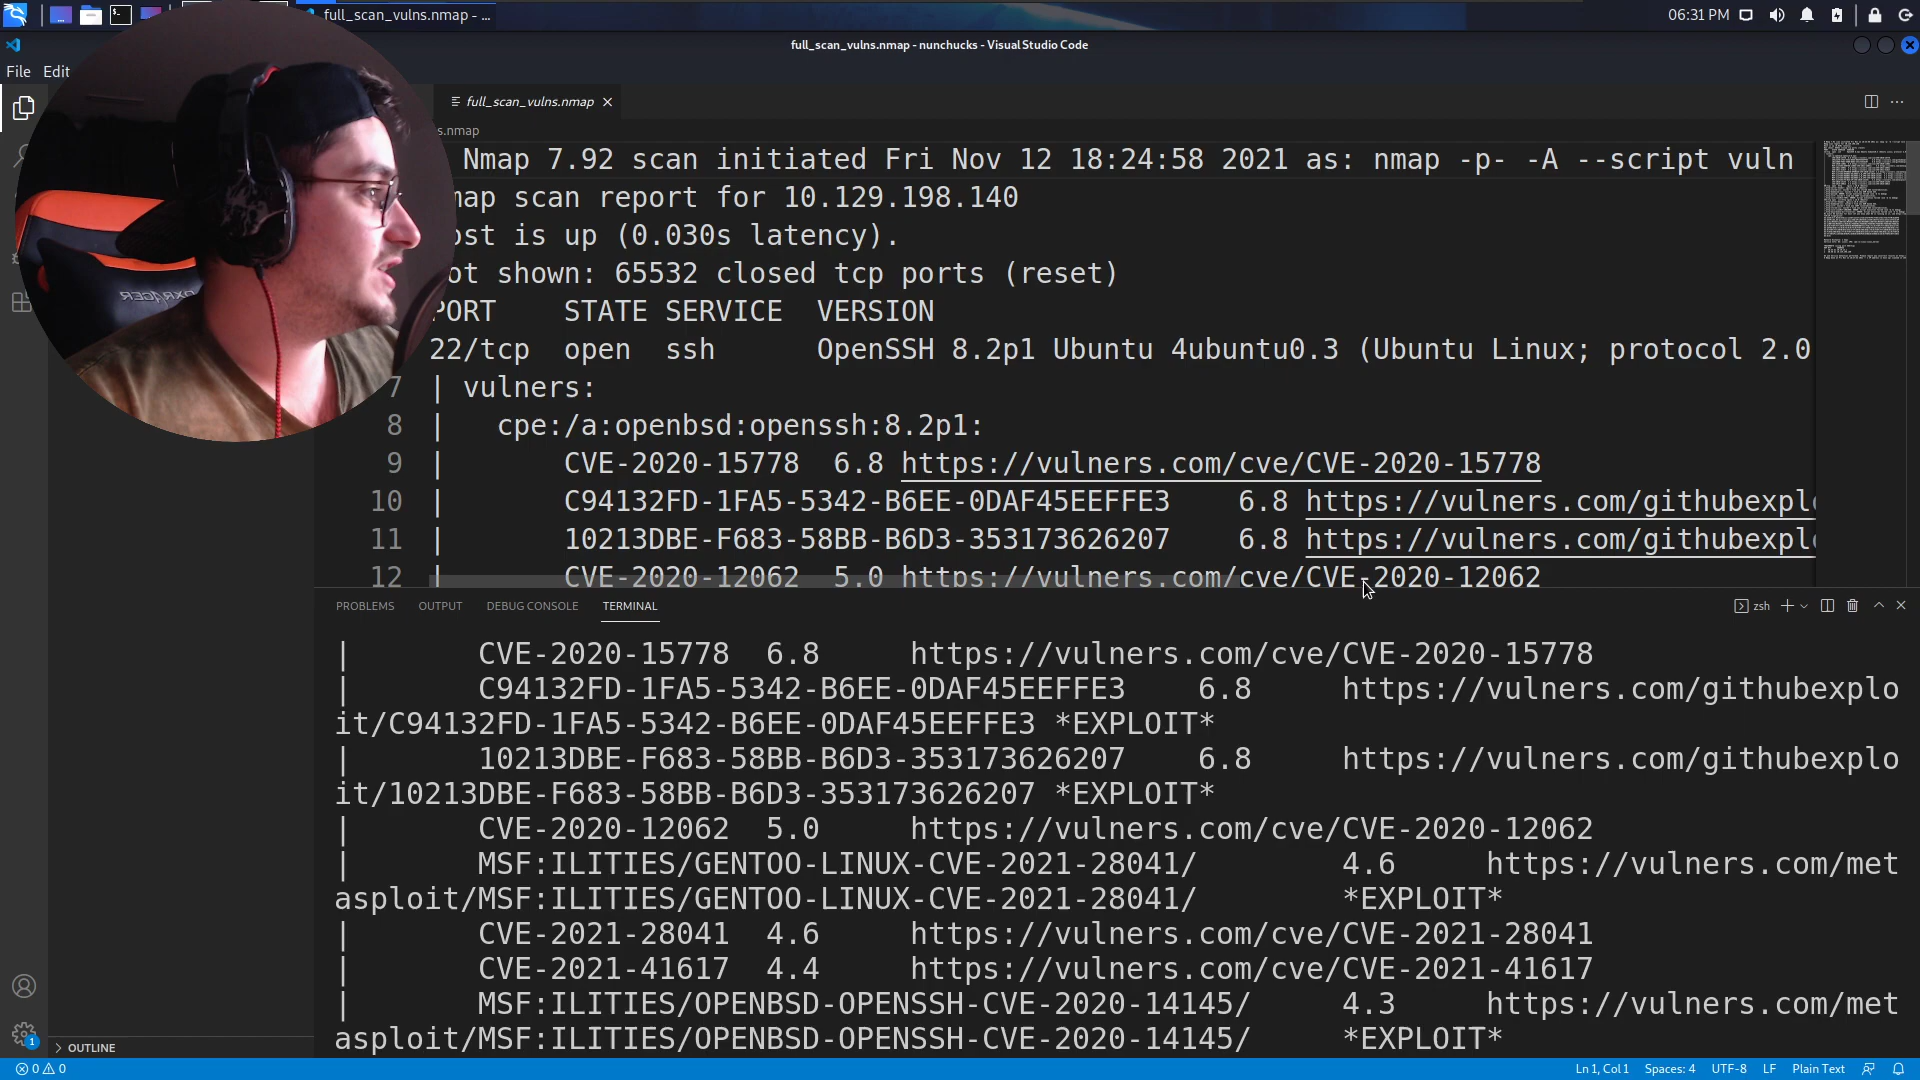 full_scan_vulns.nmap - ...
06:31 PM
full_scan_vulns.nmap - nunchucks - Visual Studio Code
File Edit
full_scan_vulns.nmap
s.nmap
Nmap 7.92 scan initiated Fri Nov 12 18:24:58 2021 as: nmap -p- -A --script vuln
map scan report for 10.129.198.140
ost is up (0.030s latency).
ot shown: 65532 closed tcp ports (reset)
PORT STATE SERVICE VERSION
22/tcp open ssh OpenSSH 8.2p1 Ubuntu 4ubuntu0.3 (Ubuntu Linux; protocol 2.0
7 | vulners:
8 | cpe:/a:openbsd:openssh:8.2p1:
9 | CVE-2020-15778 6.8 https://vulners.com/cve/CVE-2020-15778
10 | C94132FD-1FA5-5342-B6EE-0DAF45EEFFE3 6.8 https://vulners.com/githubexplo
11 | 10213DBE-F683-58BB-B6D3-353173626207 6.8 https://vulners.com/githubexplo
12 | CVE-2020-12062 5.0 https://vulners.com/cve/CVE-2020-12062
PROBLEMS OUTPUT DEBUG CONSOLE TERMINAL zsh
| CVE-2020-15778 6.8 https://vulners.com/cve/CVE-2020-15778
| C94132FD-1FA5-5342-B6EE-0DAF45EEFFE3 6.8 https://vulners.com/githubexplo
it/C94132FD-1FA5-5342-B6EE-0DAF45EEFFE3 *EXPLOIT*
| 10213DBE-F683-58BB-B6D3-353173626207 6.8 https://vulners.com/githubexplo
it/10213DBE-F683-58BB-B6D3-353173626207 *EXPLOIT*
| CVE-2020-12062 5.0 https://vulners.com/cve/CVE-2020-12062
| MSF:ILITIES/GENTOO-LINUX-CVE-2021-28041/ 4.6 https://vulners.com/met
asploit/MSF:ILITIES/GENTOO-LINUX-CVE-2021-28041/ *EXPLOIT*
| CVE-2021-28041 4.6 https://vulners.com/cve/CVE-2021-28041
| CVE-2021-41617 4.4 https://vulners.com/cve/CVE-2021-41617
| MSF:ILITIES/OPENBSD-OPENSSH-CVE-2020-14145/ 4.3 https://vulners.com/met
asploit/MSF:ILITIES/OPENBSD-OPENSSH-CVE-2020-14145/ *EXPLOIT*
1
OUTLINE
0 0 Ln 1, Col 1 Spaces: 4 UTF-8 LF Plain Text